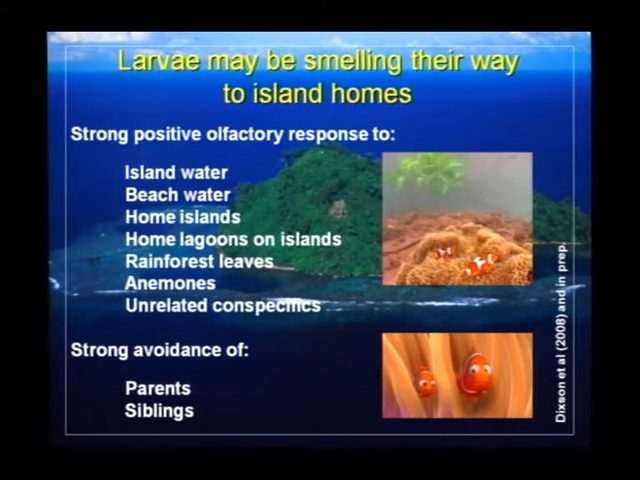 Larvae may be smelling their way
to island homes
Strong positive olfactory response to:
Island water
Beach water
Home islands
Home lagoons on islands
Rainforest leaves
Anemones
Unrelated conspecifics
Strong avoidance of:
Parents
Siblings
Dixson et al (2008) and in prep.